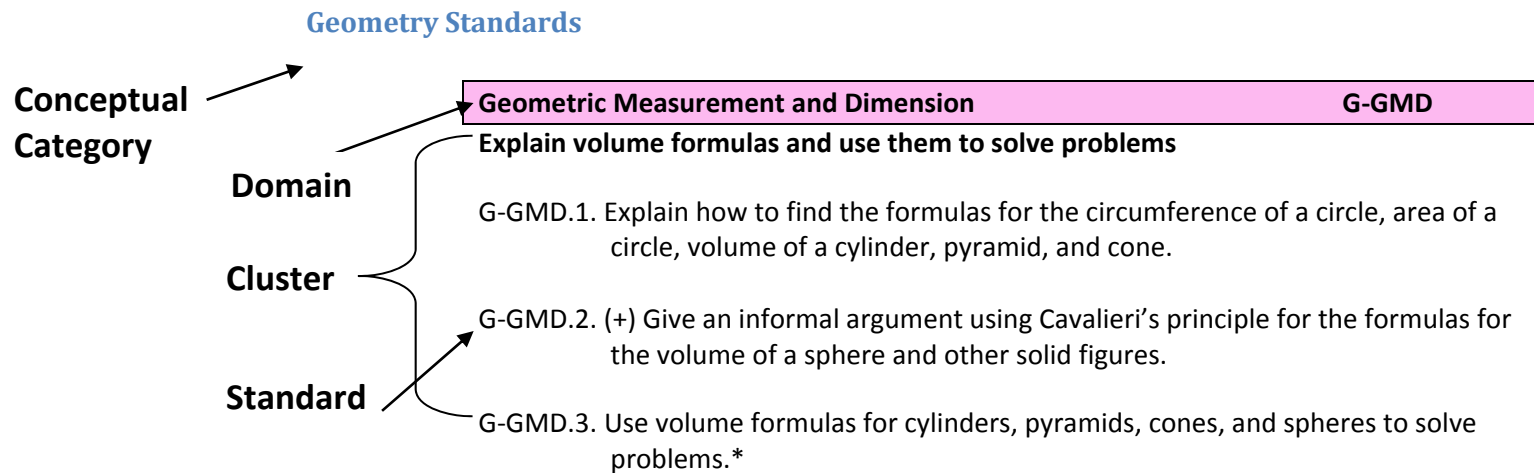 Geometry Standards
Conceptual
Category
Geometric Measurement and Dimension G-GMD
Explain volume formulas and use them to solve problems
Domain
G-GMD.1. Explain how to find the formulas for the circumference of a circle, area of a
circle, volume of a cylinder, pyramid, and cone.
Cluster
G-GMD.2. (+) Give an informal argument using Cavalieri’s principle for the formulas for
the volume of a sphere and other solid figures.
Standard
G-GMD.3. Use volume formulas for cylinders, pyramids, cones, and spheres to solve
problems.*